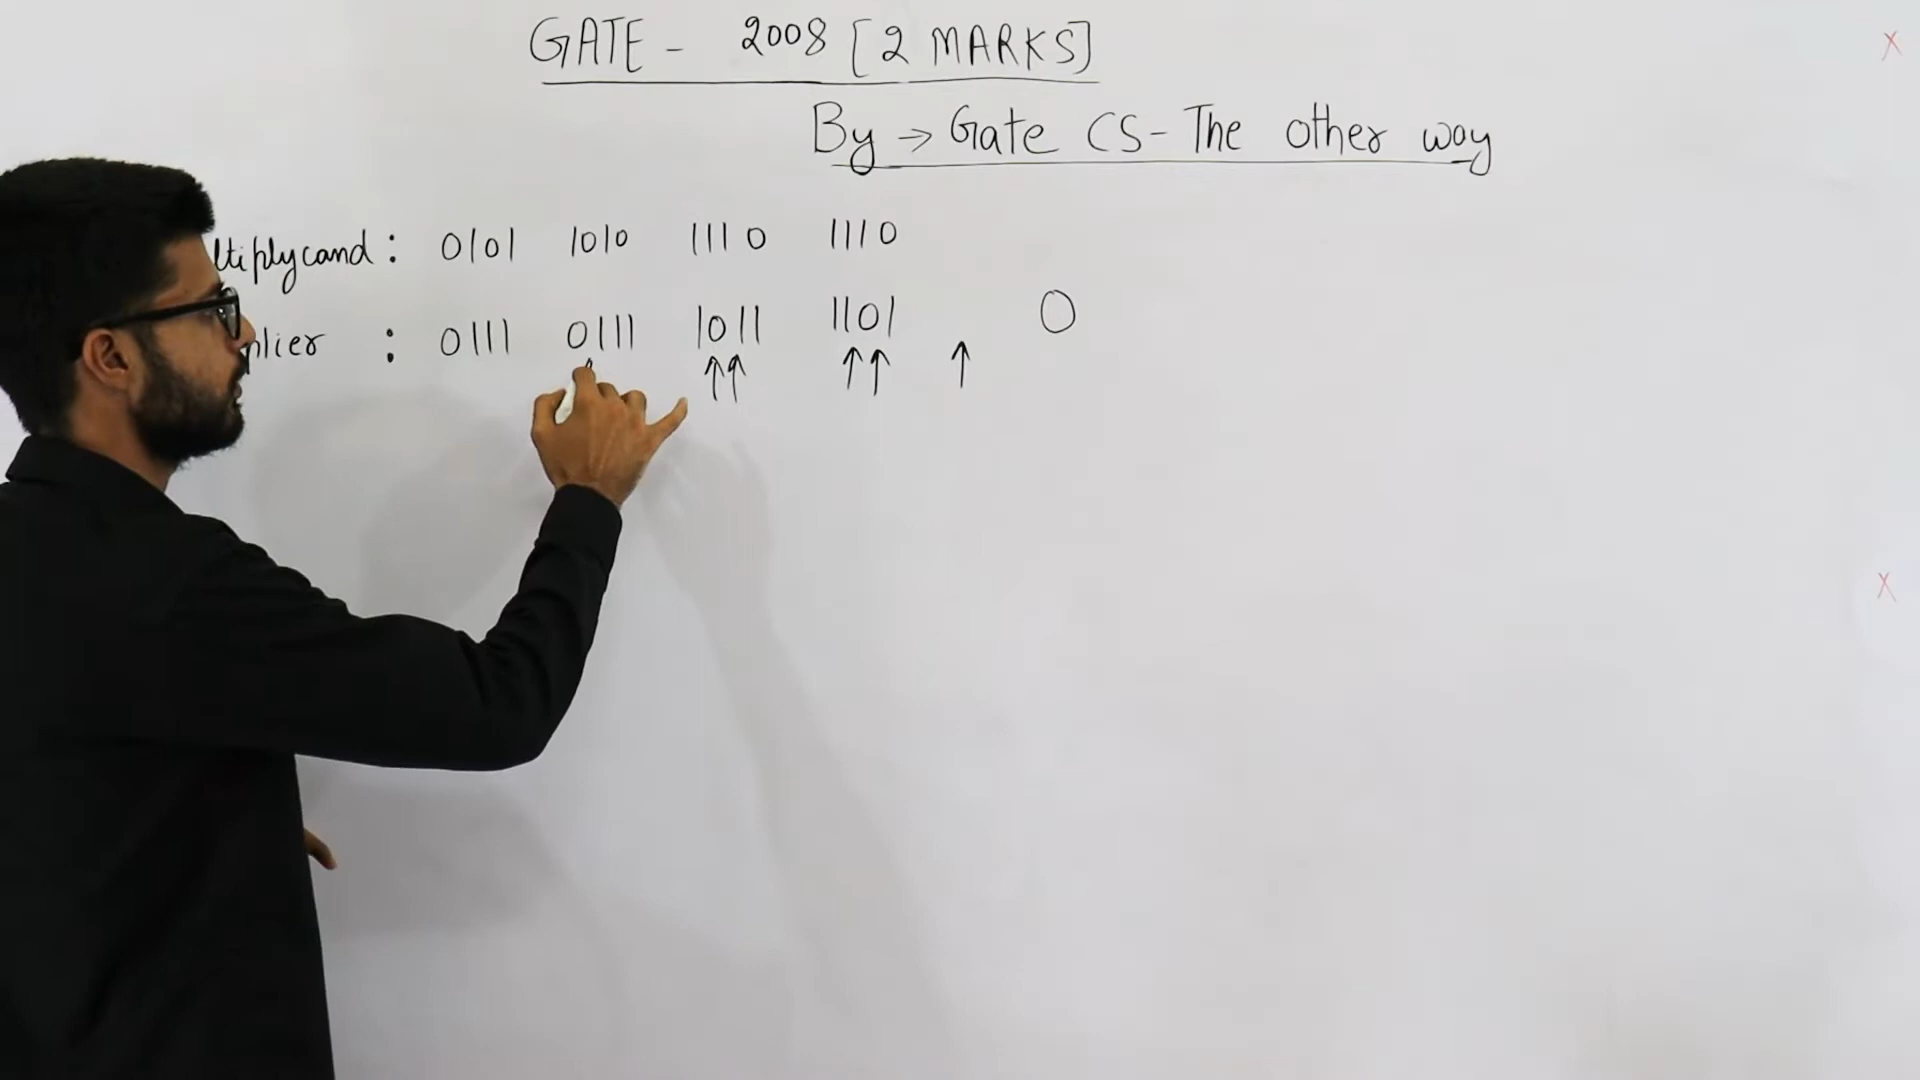 GATE - 2008 [2 MARKS]
By → Gate CS - The other way
ltiplycand : 0101 1010 1110 1110
plier : 0111 0111 1011 1101 0
↑ ↑↑ ↑↑ ↑
X
X